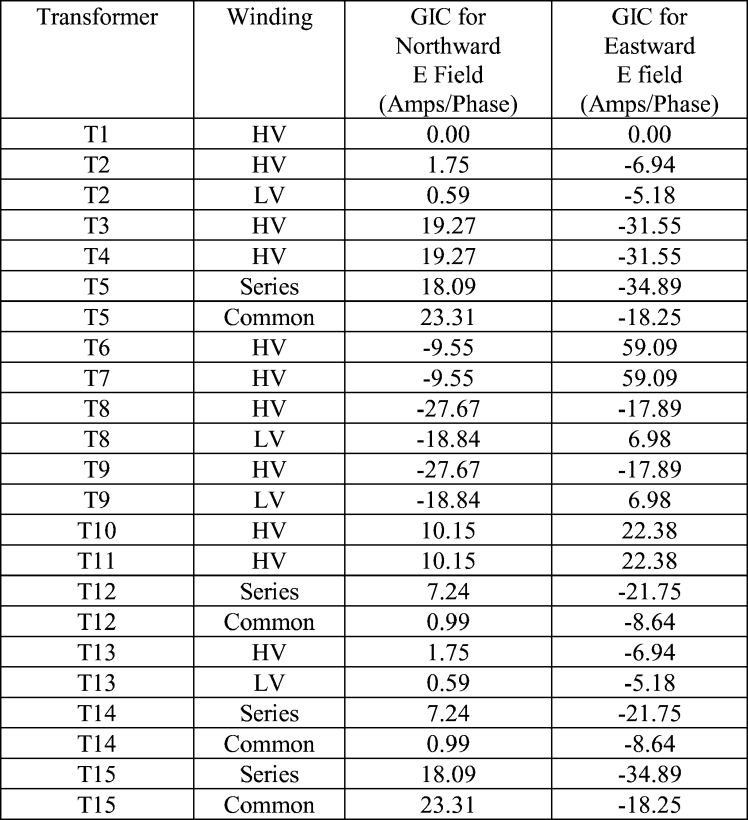 Transformer Winding GIC for GIC for
Northward Eastward
E Field E field
(Amps/Phase) (Amps/Phase)
T1 HV 0.00 0.00
T2 HV 1.75 -6.94
T2 LV 0.59 -5.18
T3 HV 19.27 -31.55
T4 HV 19.27 -31.55
T5 Series 18.09 -34.89
T5 Common 23.31 -18.25
T6 HV -9.55 59.09
T7 HV -9.55 59.09
T8 HV -27.67 -17.89
T8 LV -18.84 6.98
T9 HV -27.67 -17.89
T9 LV -18.84 6.98
T10 HV 10.15 22.38
T11 HV 10.15 22.38
T12 Series 7.24 -21.75
T12 Common 0.99 -8.64
T13 HV 1.75 -6.94
T13 LV 0.59 -5.18
T14 Series 7.24 -21.75
T14 Common 0.99 -8.64
T15 Series 18.09 -34.89
T15 Common 23.31 -18.25